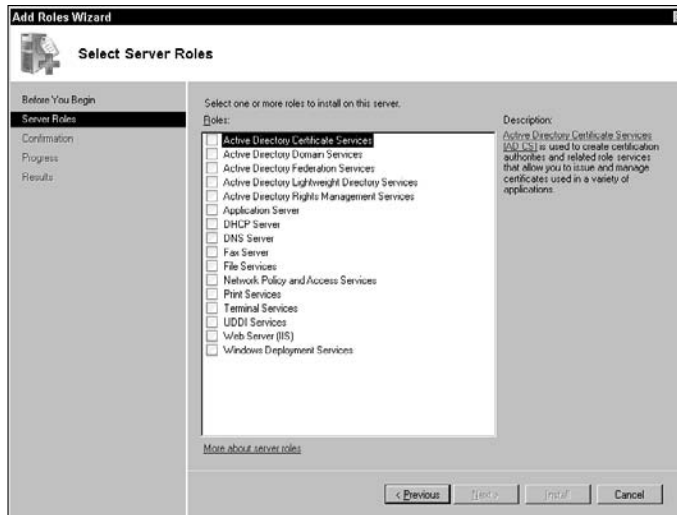 Add Roles Wizard
Select Server Roles
Before You Begin
Server Roles
Confirmation
Progress
Results
Select one or more roles to install on this server.
Roles:
Active Directory Certificate Services
Active Directory Domain Services
Active Directory Federation Services
Active Directory Lightweight Directory Services
Active Directory Rights Management Services
Application Server
DHCP Server
DNS Server
Fax Server
File Services
Network Policy and Access Services
Print Services
Terminal Services
UDDI Services
Web Server (IIS)
Windows Deployment Services
More about server roles
Description:
Active Directory Certificate Services
(AD CS) is used to create certification
authorities and related role services
that allow you to issue and manage
certificates used in a variety of
applications.
< Previous
Next >
Install
Cancel